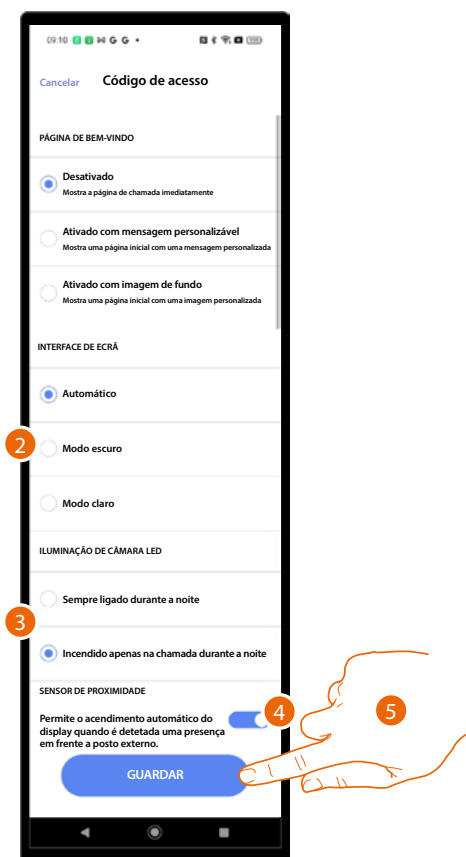 09:10
Cancelar Código de acesso
PÁGINA DE BEM-VINDO
Desativado
Mostra a página de chamada imediatamente
Ativado com mensagem personalizável
Mostra uma página inicial com uma mensagem personalizada
Ativado com imagem de fundo
Mostra uma página inicial com uma imagem personalizada
INTERFACE DE ECRÃ
Automático
2
Modo escuro
Modo claro
ILUMINAÇÃO DE CÂMARA LED
Sempre ligado durante a noite
3
Incendido apenas na chamada durante a noite
SENSOR DE PROXIMIDADE
Permite o acendimento automático do
display quando é detetada uma presença
em frente a posto externo.
4
5
GUARDAR